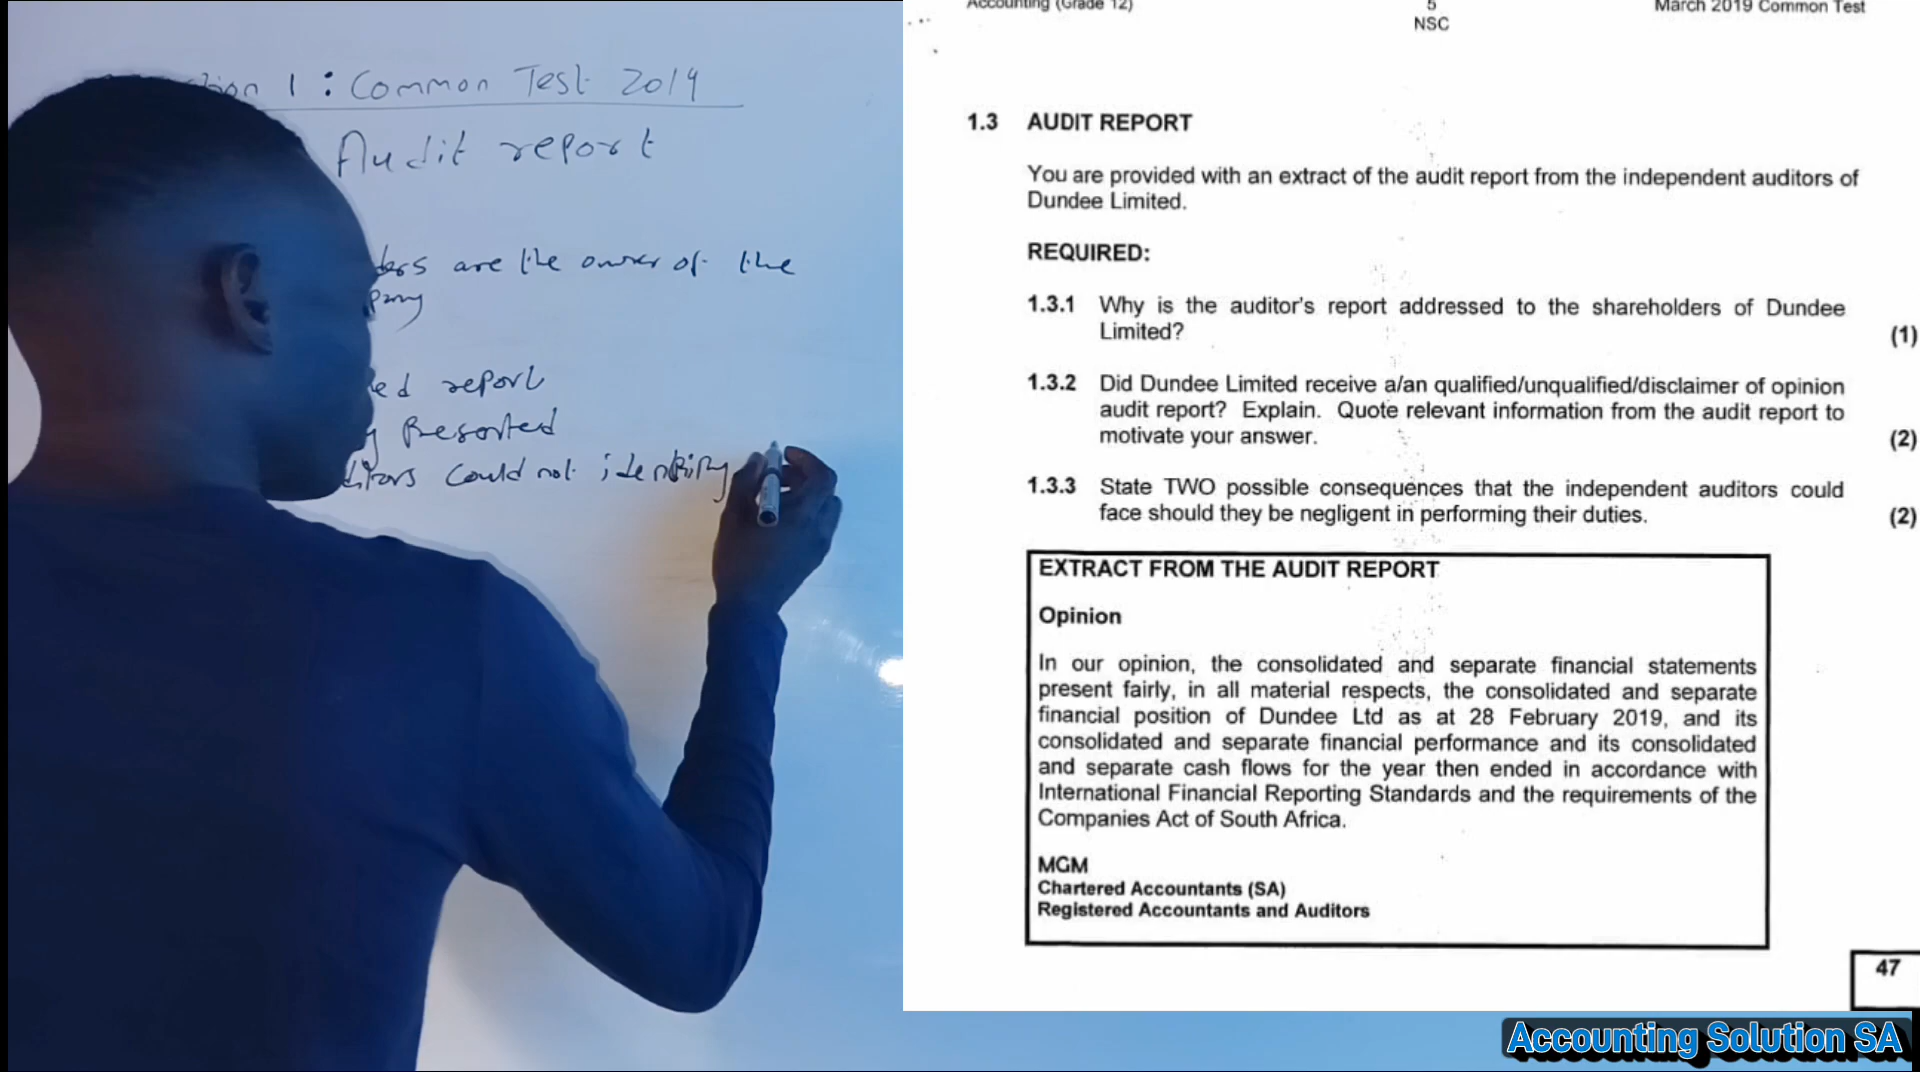 1 : Common Test 2019
Audit report
are the owner of the
report
could not
Accounting (Grade 12)
5
NSC
March 2019 Common Test
1.3 AUDIT REPORT
You are provided with an extract of the audit report from the independent auditors of
Dundee Limited.
REQUIRED:
1.3.1 Why is the auditor's report addressed to the shareholders of Dundee
Limited?
(1)
1.3.2 Did Dundee Limited receive a/an qualified/unqualified/disclaimer of opinion
audit report? Explain. Quote relevant information from the audit report to
motivate your answer.
(2)
1.3.3 State TWO possible consequences that the independent auditors could
face should they be negligent in performing their duties.
(2)
EXTRACT FROM THE AUDIT REPORT
Opinion
In our opinion, the consolidated and separate financial statements
present fairly, in all material respects, the consolidated and separate
financial position of Dundee Ltd as at 28 February 2019, and its
consolidated and separate financial performance and its consolidated
and separate cash flows for the year then ended in accordance with
International Financial Reporting Standards and the requirements of the
Companies Act of South Africa.
MGM
Chartered Accountants (SA)
Registered Accountants and Auditors
47
Accounting Solution SA